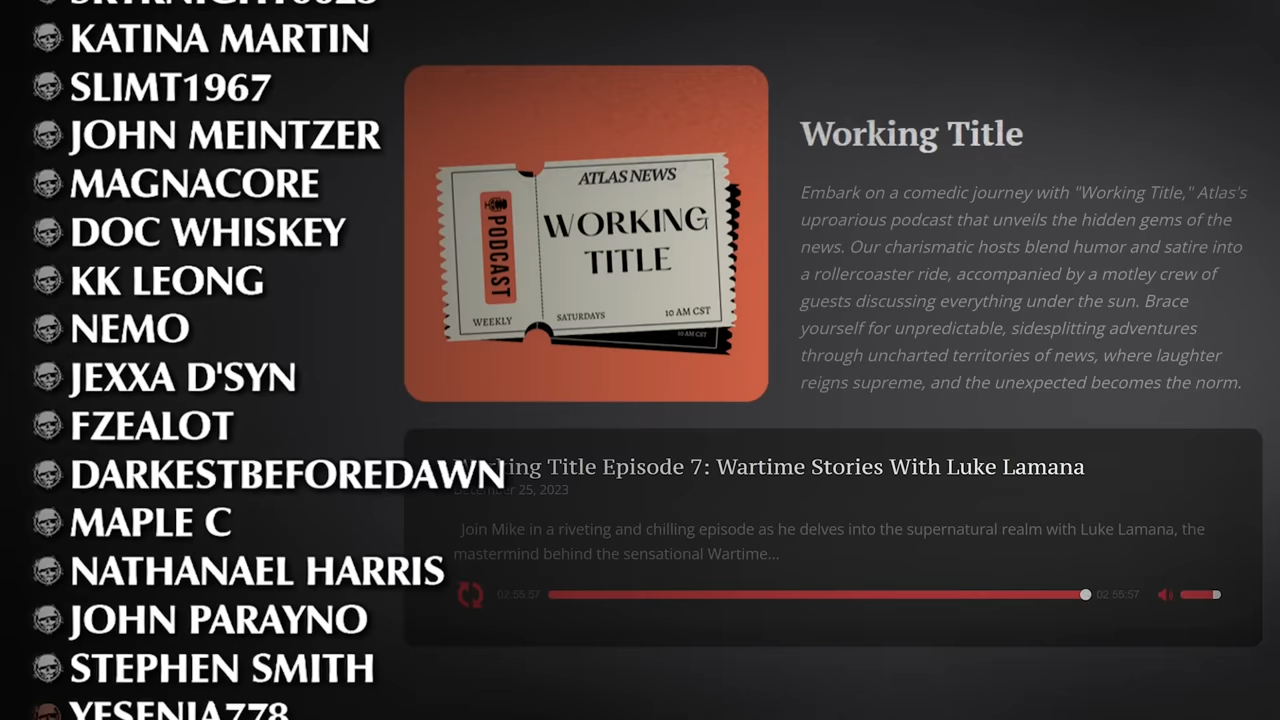 KATINA MARTIN
SLIMT1967
JOHN MEINTZER
MAGNACORE
DOC WHISKEY
KK LEONG
NEMO
JEXXA D'SYN
FZEALOT
DARKESTBEFOREDAWN
MAPLE C
NATHANAEL HARRIS
JOHN PARAYNO
STEPHEN SMITH
YESENIA778
ATLAS NEWS
PODCAST
WORKING
TITLE
WEEKLY
SATURDAYS
10 AM CST
10 AM CST
Working Title
Embark on a comedic journey with "Working Title," Atlas's
uproarious podcast that unveils the hidden gems of the
news. Our charismatic hosts blend humor and satire into
a rollercoaster ride, accompanied by a motley crew of
guests discussing everything under the sun. Brace
yourself for unpredictable, sidesplitting adventures
through uncharted territories of news, where laughter
reigns supreme, and the unexpected becomes the norm.
Title Episode 7: Wartime Stories With Luke Lamana
December 25, 2023
Join Mike in a riveting and chilling episode as he delves into the supernatural realm with Luke Lamana, the
mastermind behind the sensational Wartime...
02:55:57
02:55:57